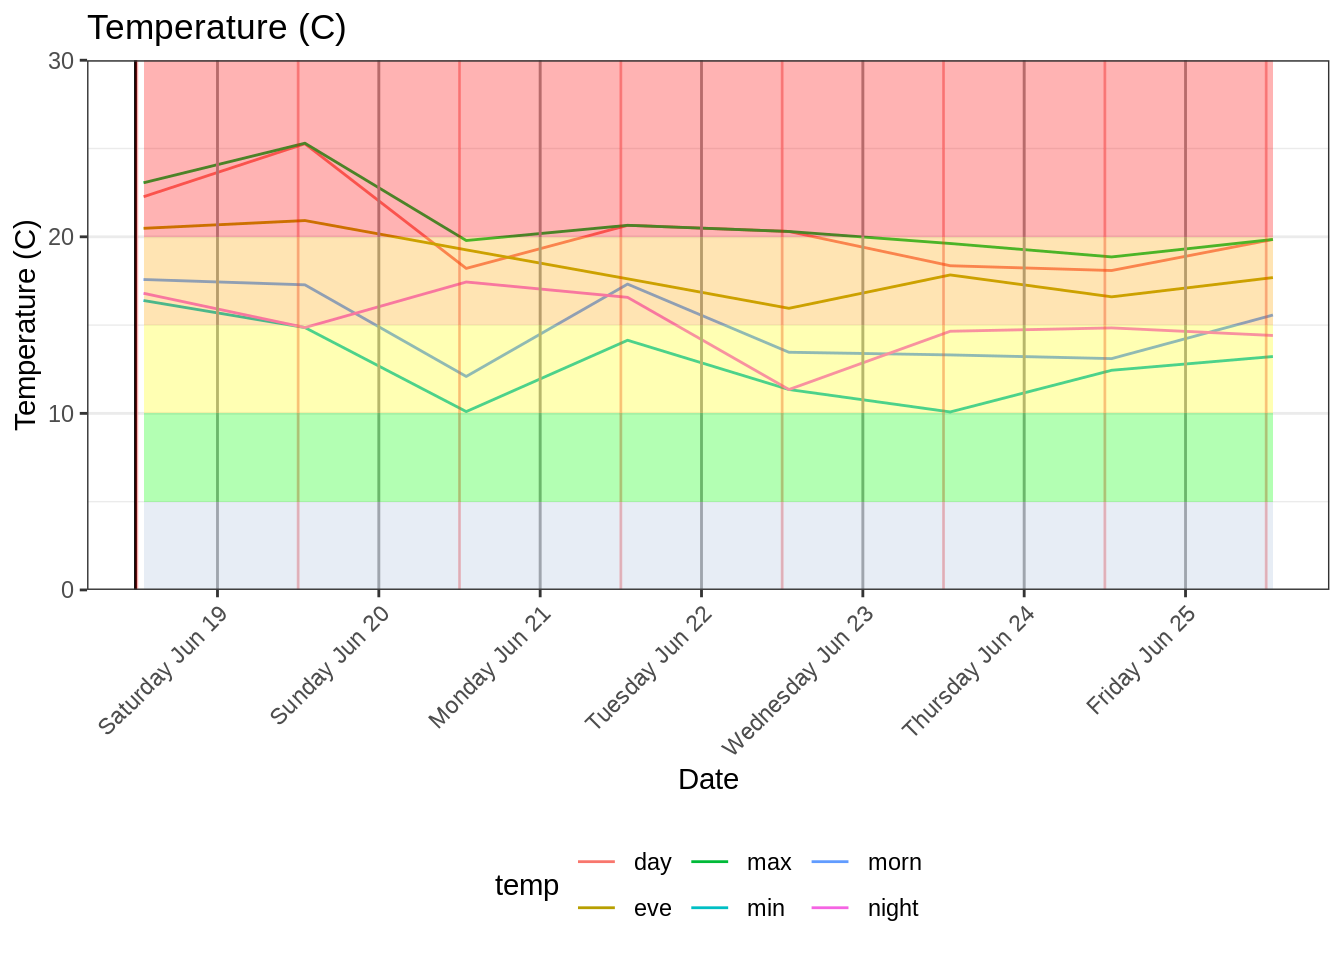 Temperature (C)
Temperature (C)
30
20
10
0
Saturday Jun 19
Sunday Jun 20
Monday Jun 21
Tuesday Jun 22
Wednesday Jun 23
Thursday Jun 24
Friday Jun 25
Date
temp
day max morn
eve min night